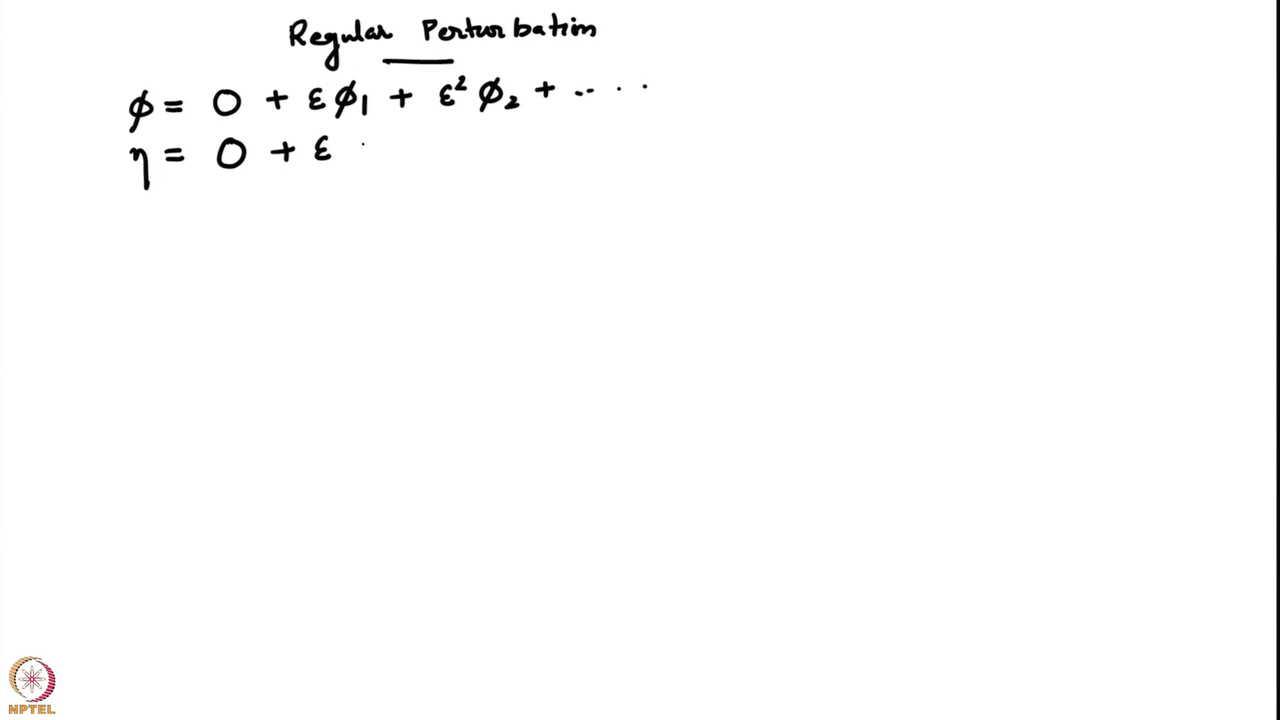 Regular Perturbation
φ = 0 + εφ₁ + ε²φ₂ + .. . .
η = 0 + ε
NPTEL